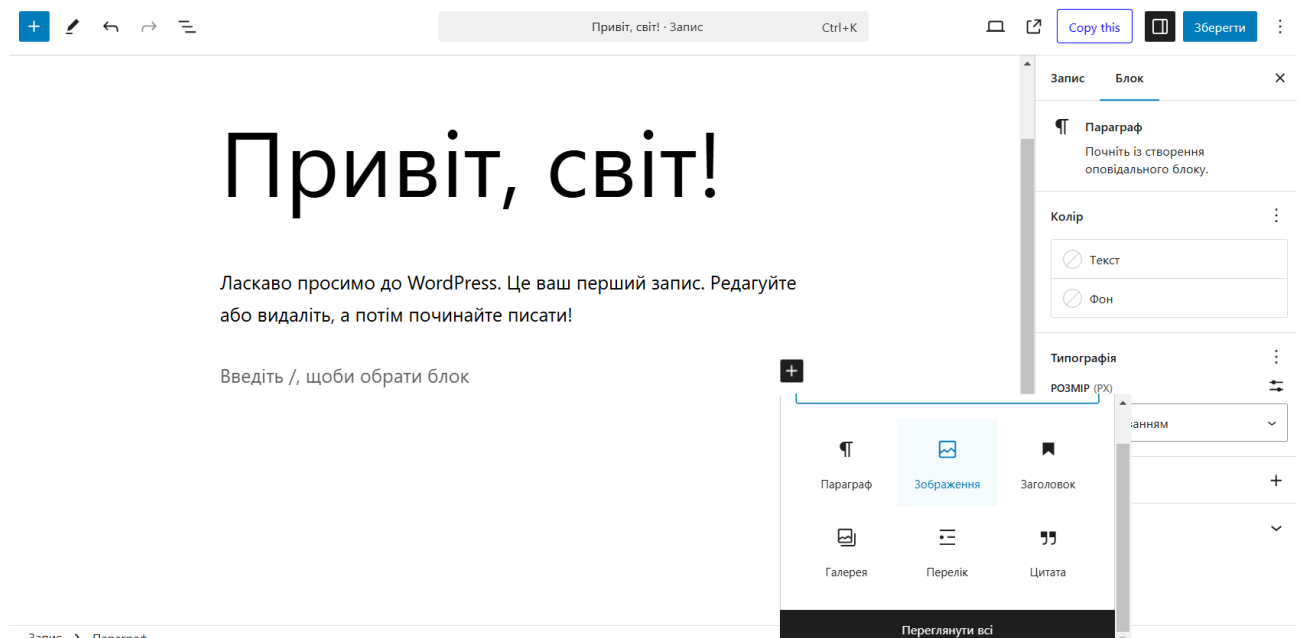 Привіт, світ! · Запис Ctrl+K
Copy this
Зберегти
Привіт, світ!
Ласкаво просимо до WordPress. Це ваш перший запис. Редагуйте
або видаліть, а потім починайте писати!
Введіть /, щоби обрати блок
Параграф
Зображення
Заголовок
Галерея
Перелік
Цитата
Переглянути всі
Запис
Блок
Параграф
Почніть із створення
оповідального блоку.
Колір
Текст
Фон
Типографія
РОЗМІР (PX)
Запис
Параграф